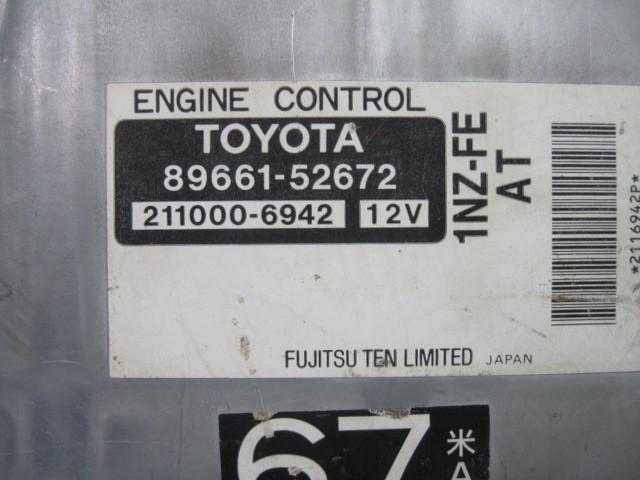 ENGINE CONTROL
TOYOTA
89661-52672
211000-6942 12V
1NZ-FE
AT
*2116942P*
FUJITSU TEN LIMITED JAPAN
67 米
A